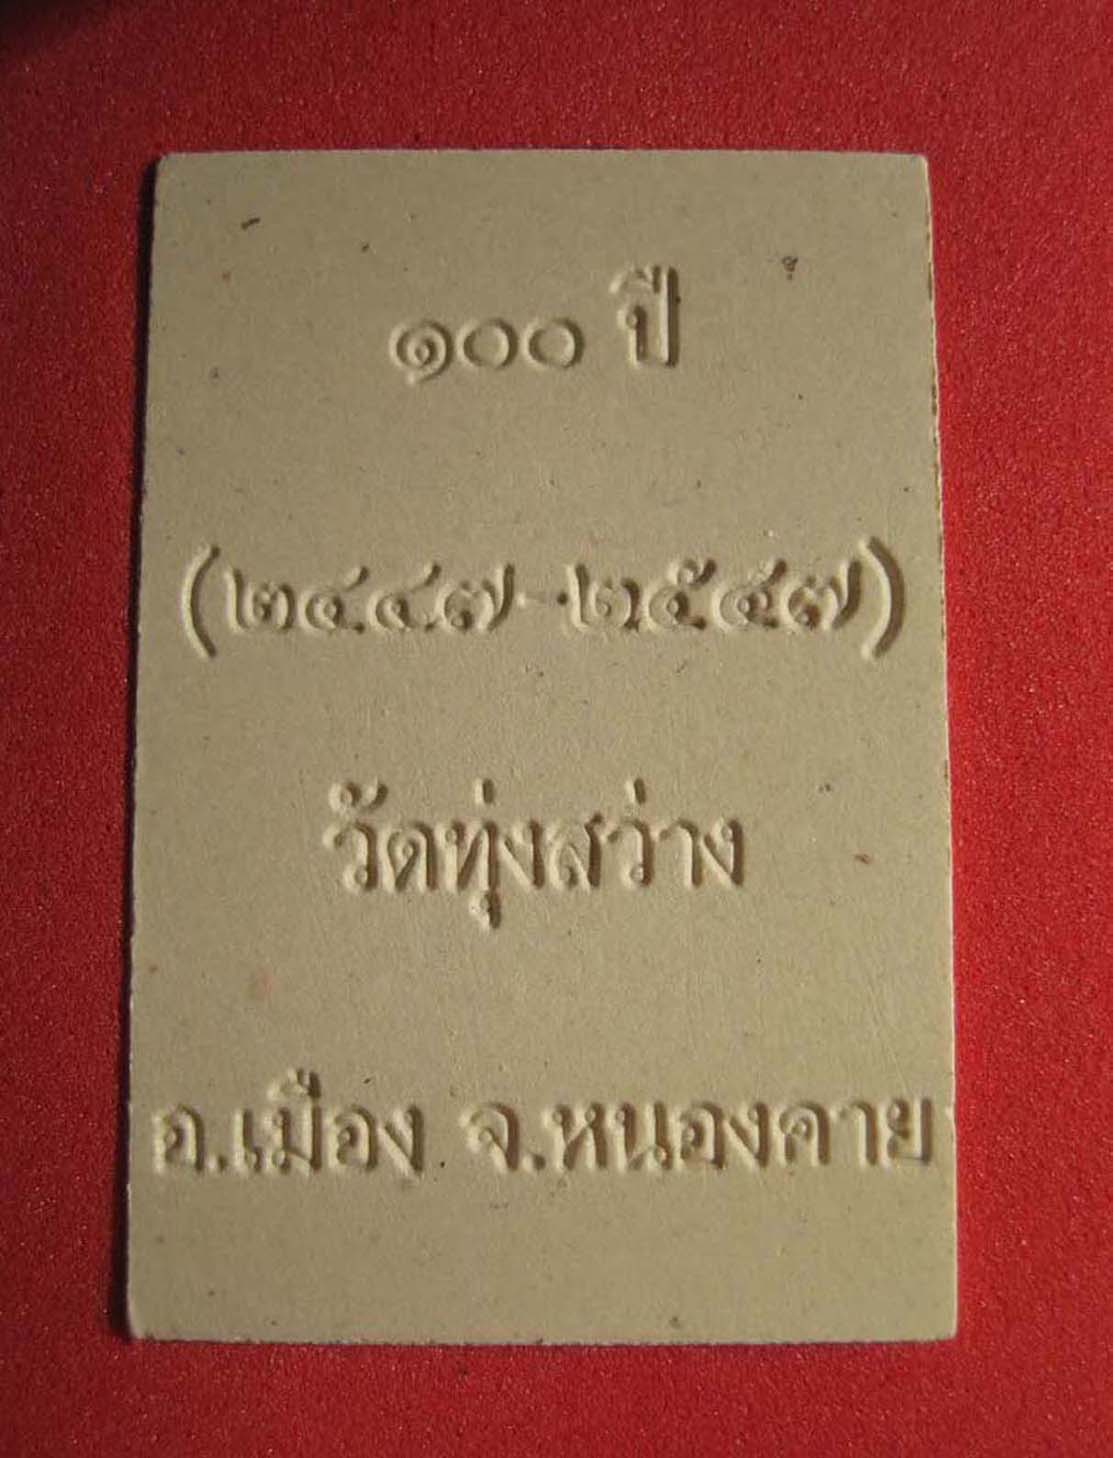 ๑๐๐ ปี
(๒๔๔๗-๒๕๔๗)
วัดทุ่งสว่าง
อ.เมือง จ.หนองคาย